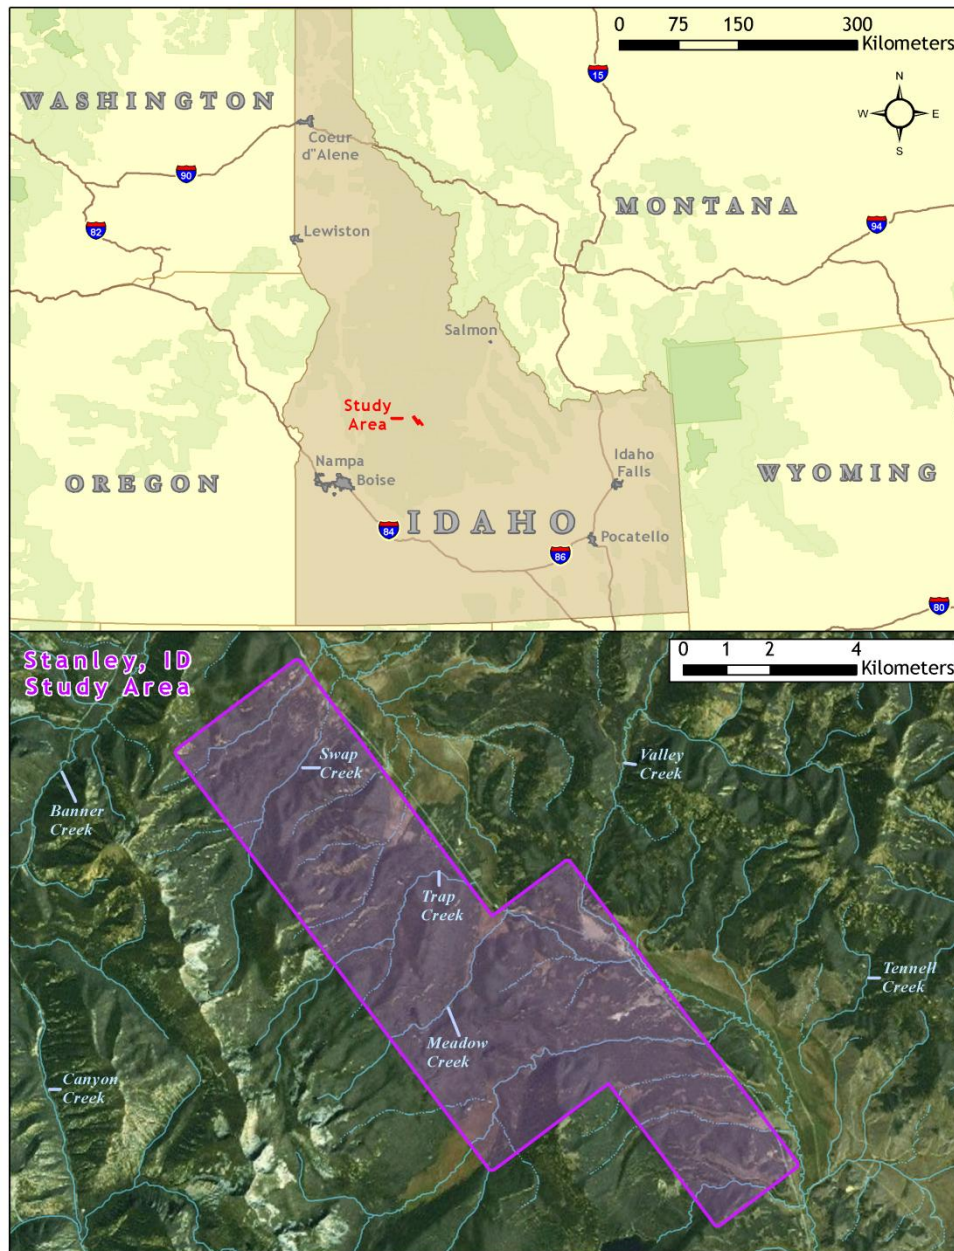 0 75 150 300
Kilometers
N
W E
S
15
WASHINGTON
Coeur
d"Alene
90
MONTANA
82
Lewiston
94
Salmon
Study
Area
Nampa
Boise
Idaho
Falls
OREGON
WYOMING
84
IDAHO
86
Pocatello
80
Stanley, ID
Study Area
0 1 2 4
Kilometers
Swap
Creek
Valley
Creek
Banner
Creek
Trap
Creek
Tennell
Creek
Meadow
Creek
Canyon
Creek